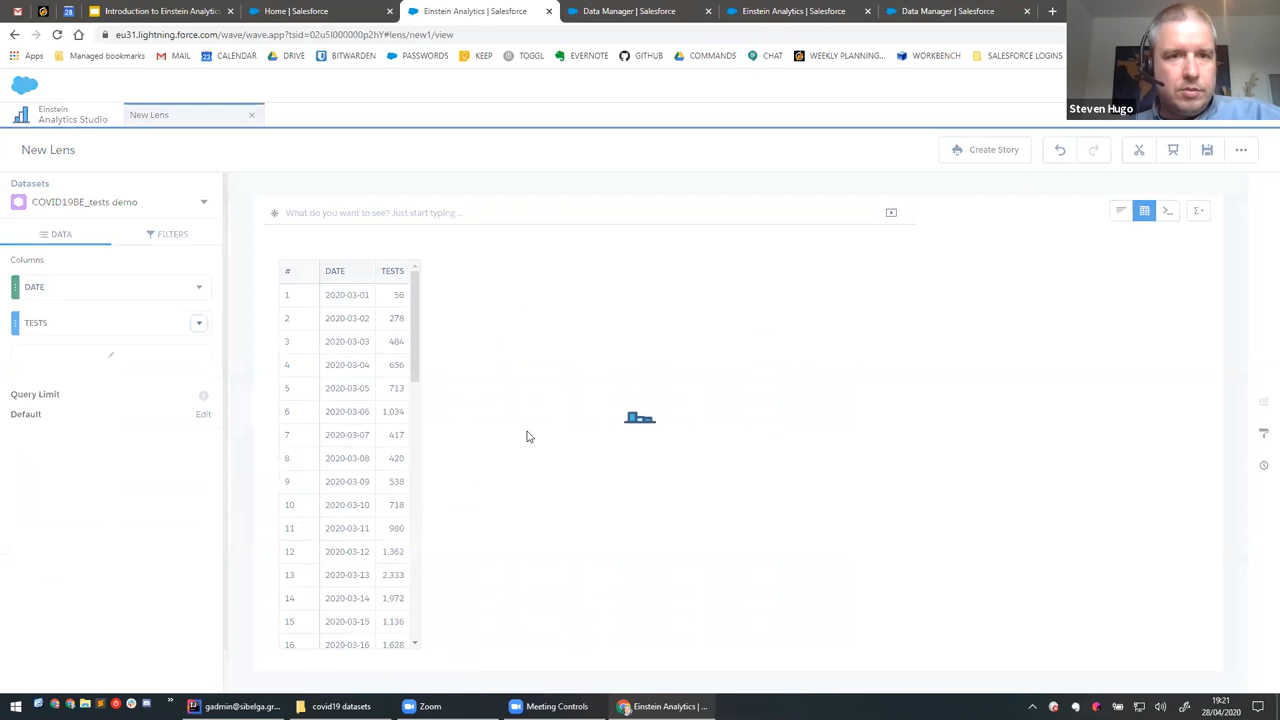 Introduction to Einstein Analytic
Home | Salesforce
Einstein Analytics | Salesforce
Data Manager | Salesforce
Einstein Analytics | Salesforce
Data Manager | Salesforce
28
eu31.lightning.force.com/wave/wave.app?tsid=02u5I000000p2hY#lens/new1/view
Apps
Managed bookmarks
MAIL
CALENDAR
DRIVE
BITWARDEN
PASSWORDS
KEEP
TOGGL
EVERNOTE
GITHUB
COMMANDS
CHAT
WEEKLY PLANNING...
WORKBENCH
SALESFORCE LOGINS
Steven Hugo
Einstein
Analytics Studio
New Lens
New Lens
Create Story
Datasets
COVID19BE_tests demo
DATA
FILTERS
Columns
DATE
TESTS
Query Limit
Default
Edit
What do you want to see? Just start typing...
# DATE TESTS
1 2020-03-01 56
2 2020-03-02 278
3 2020-03-03 484
4 2020-03-04 656
5 2020-03-05 713
6 2020-03-06 1,034
7 2020-03-07 417
8 2020-03-08 420
9 2020-03-09 538
10 2020-03-10 718
11 2020-03-11 980
12 2020-03-12 1,362
13 2020-03-13 2,333
14 2020-03-14 1,972
15 2020-03-15 1,136
16 2020-03-16 1,628
gadmin@sibelga.gr...
covid19 datasets
Zoom
Meeting Controls
Einstein Analytics | ...
19:21
28/04/2020